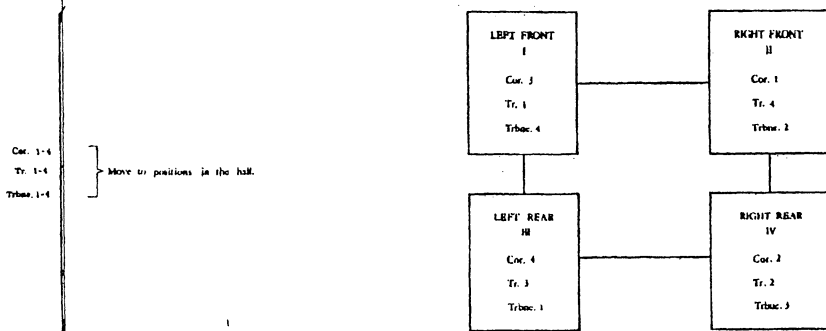 Cor. 1-4
Tr. 1-4
Trbne. 1-4
Move to positions in the hall.
LEFT FRONT
I
Cor. 3
Tr. 1
Trbne. 4
RIGHT FRONT
II
Cor. 1
Tr. 4
Trbne. 2
LEFT REAR
III
Cor. 4
Tr. 3
Trbne. 1
RIGHT REAR
IV
Cor. 2
Tr. 2
Trbne. 3